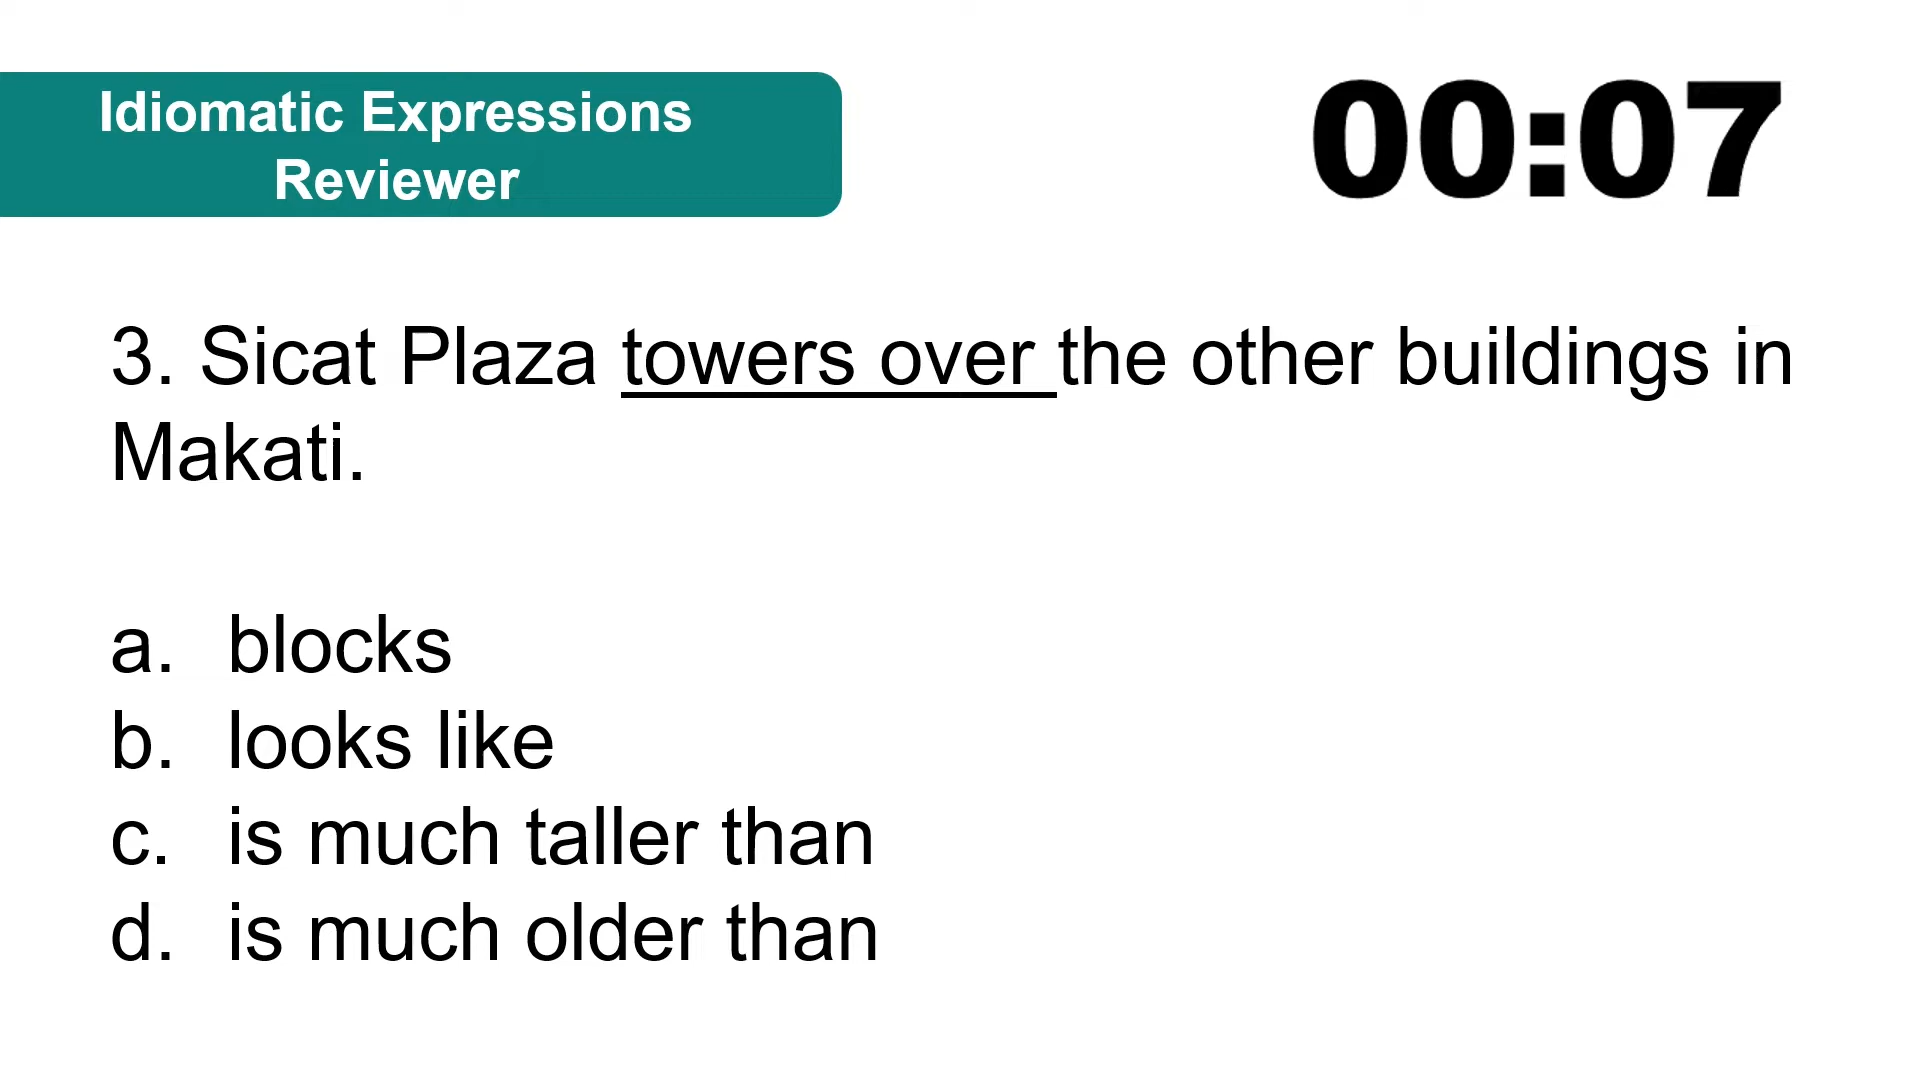 Idiomatic Expressions
Reviewer
00:07
3. Sicat Plaza towers over the other buildings in
Makati.
a. blocks
b. looks like
c. is much taller than
d. is much older than